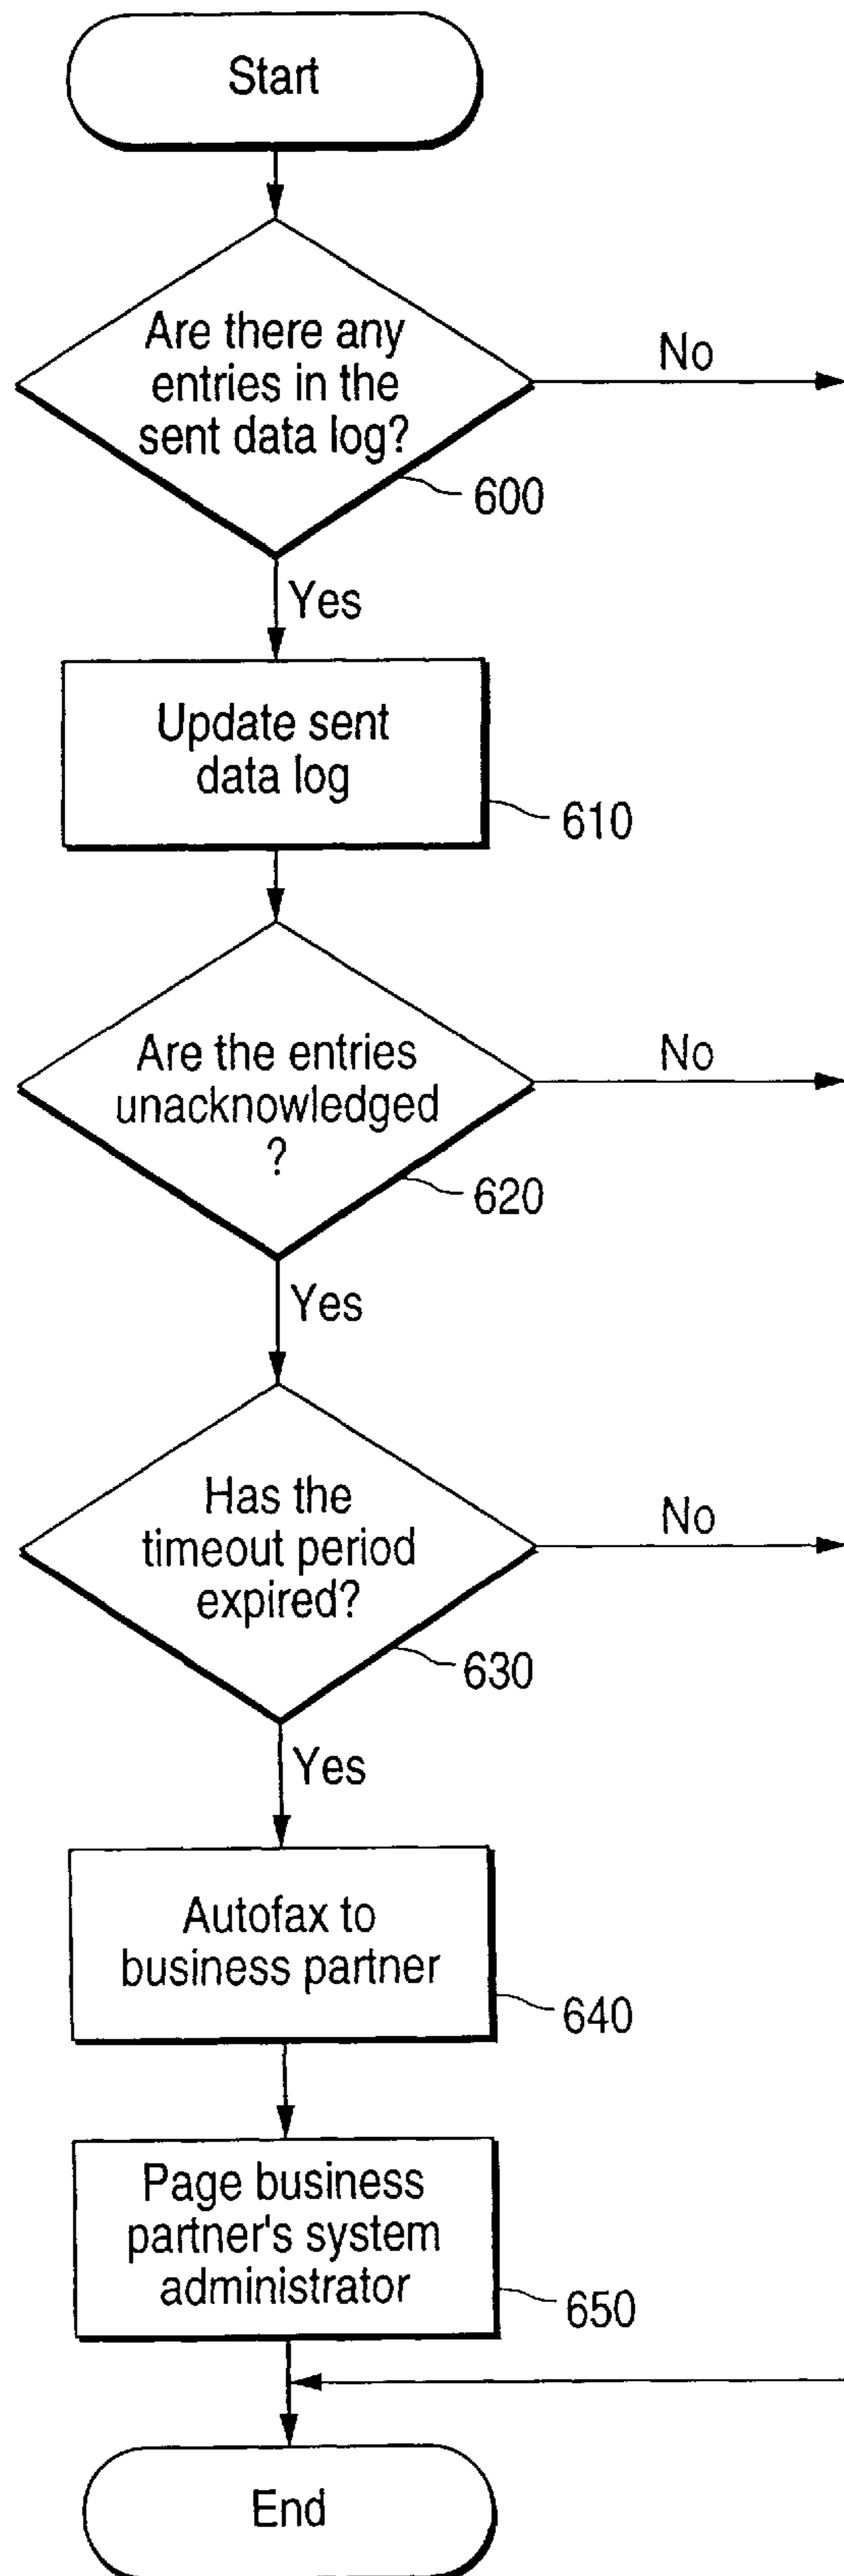 Start
Are there any
entries in the
sent data log?
No
600
Yes
Update sent
data log
610
Are the entries
unacknowledged
?
No
620
Yes
Has the
timeout period
expired?
No
630
Yes
Autofax to
business partner
640
Page business
partner's system
administrator
650
End